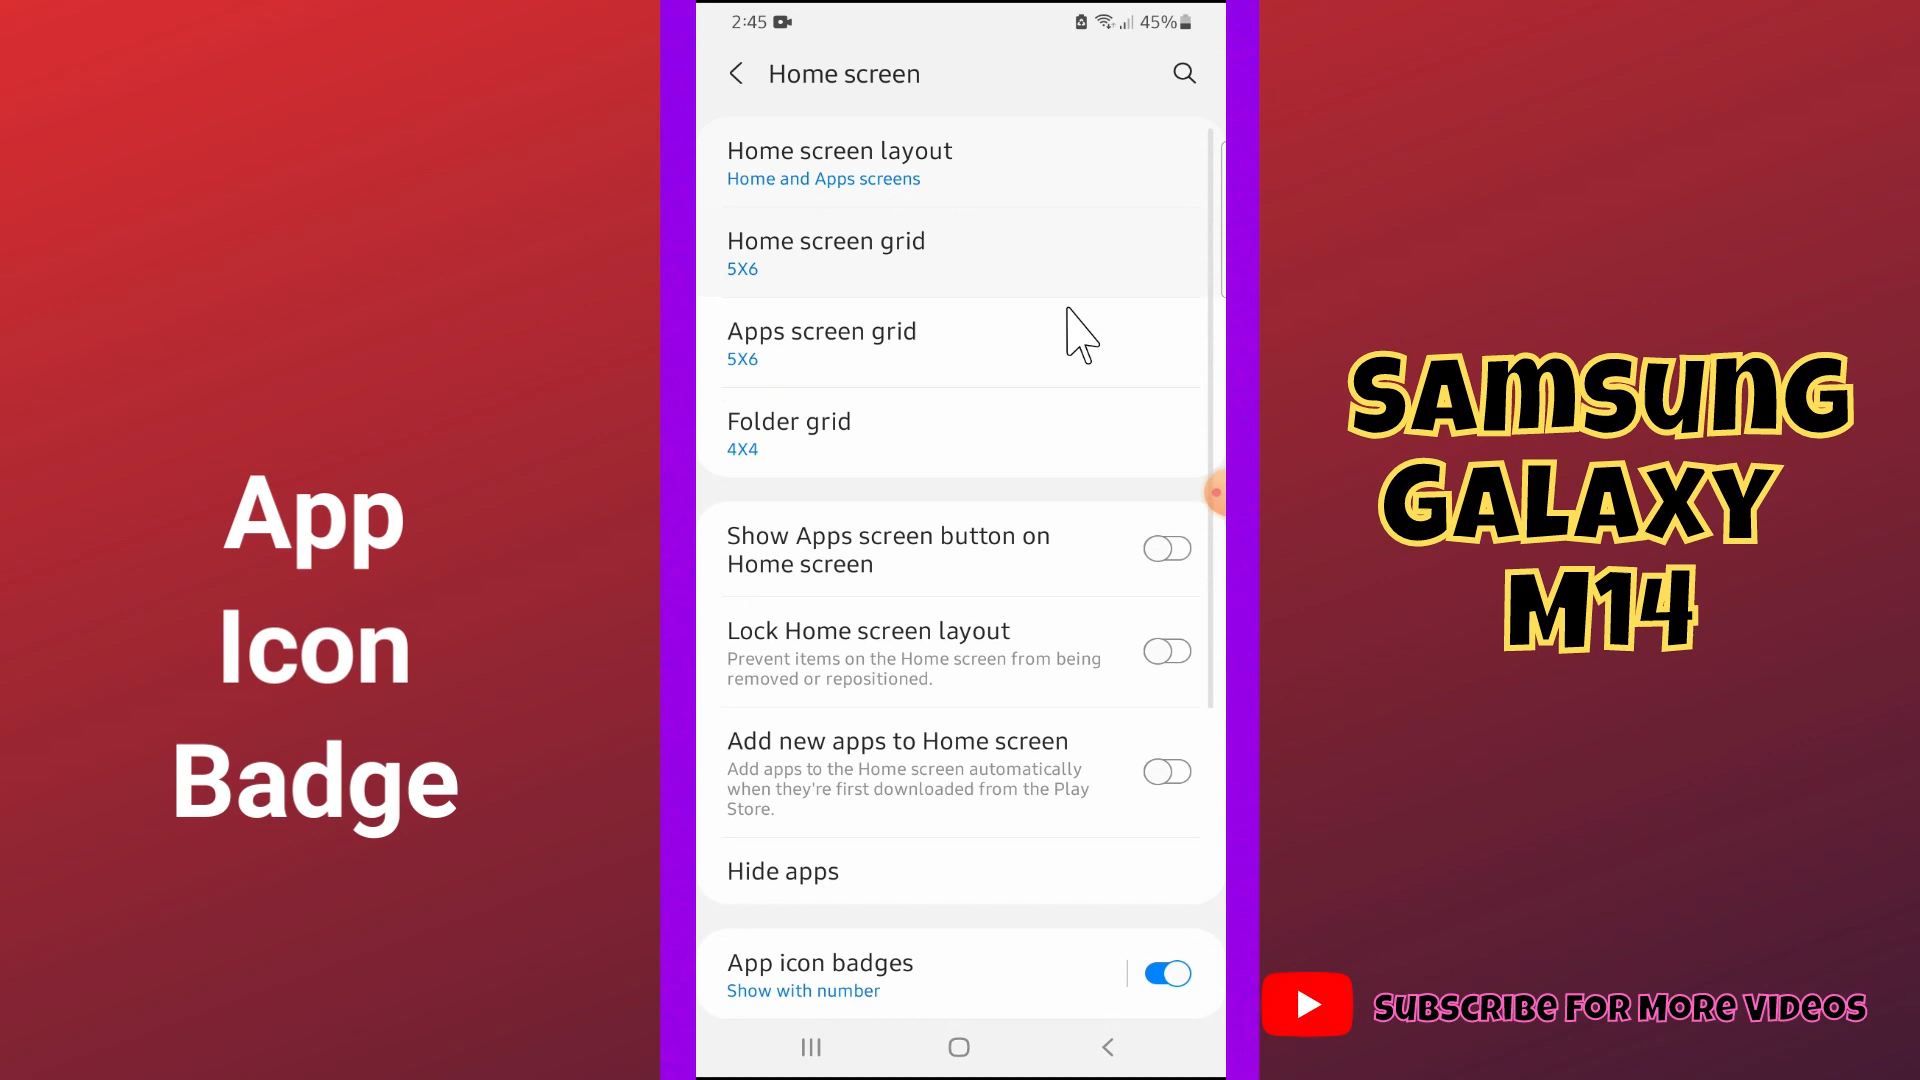 App
Icon
Badge
2:45
45%
Home screen
Home screen layout
Home and Apps screens
Home screen grid
5X6
Apps screen grid
5X6
Folder grid
4X4
Show Apps screen button on
Home screen
Lock Home screen layout
Prevent items on the Home screen from being
removed or repositioned.
Add new apps to Home screen
Add apps to the Home screen automatically
when they're first downloaded from the Play
Store.
Hide apps
App icon badges
Show with number
SAMSUNG
GALAXY
M14
SUBSCRIBE FOR MORE VIDEOS